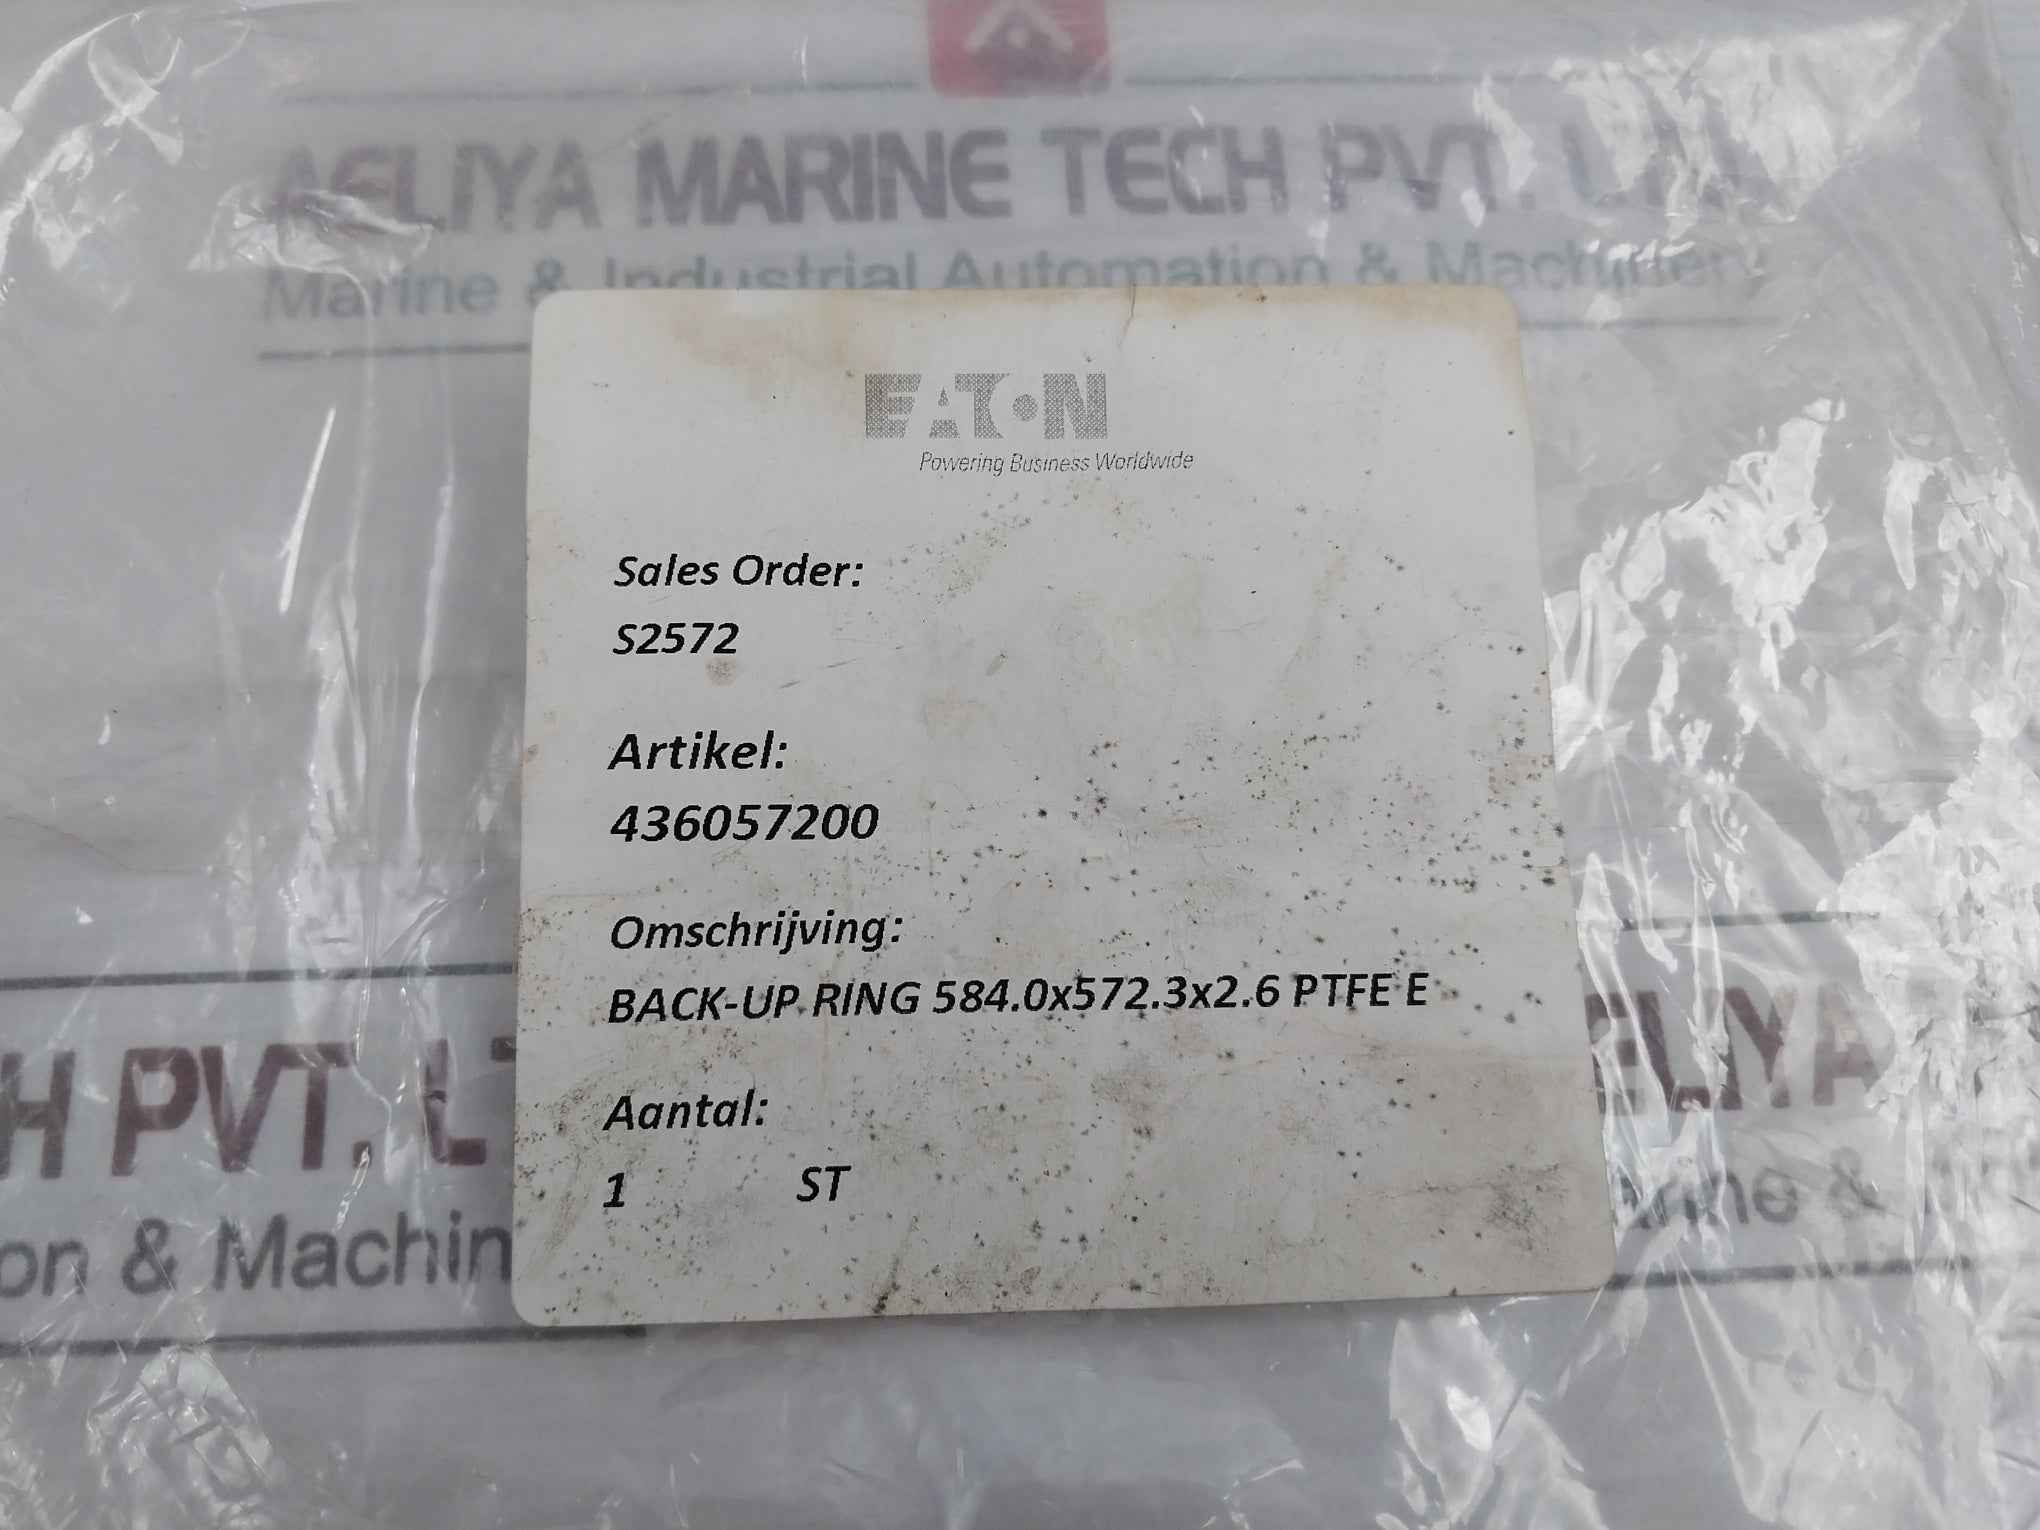 AELIYA MARINE TECH PVT. LTD.
Marine & Industrial Automation & Machinery
EATON
Powering Business Worldwide
Sales Order:
S2572
Artikel:
436057200
Omschrijving:
BACK-UP RING 584.0x572.3x2.6 PTFE E
Aantal:
1 ST
H PVT. LT
on & Machin
ELIYA
arine &